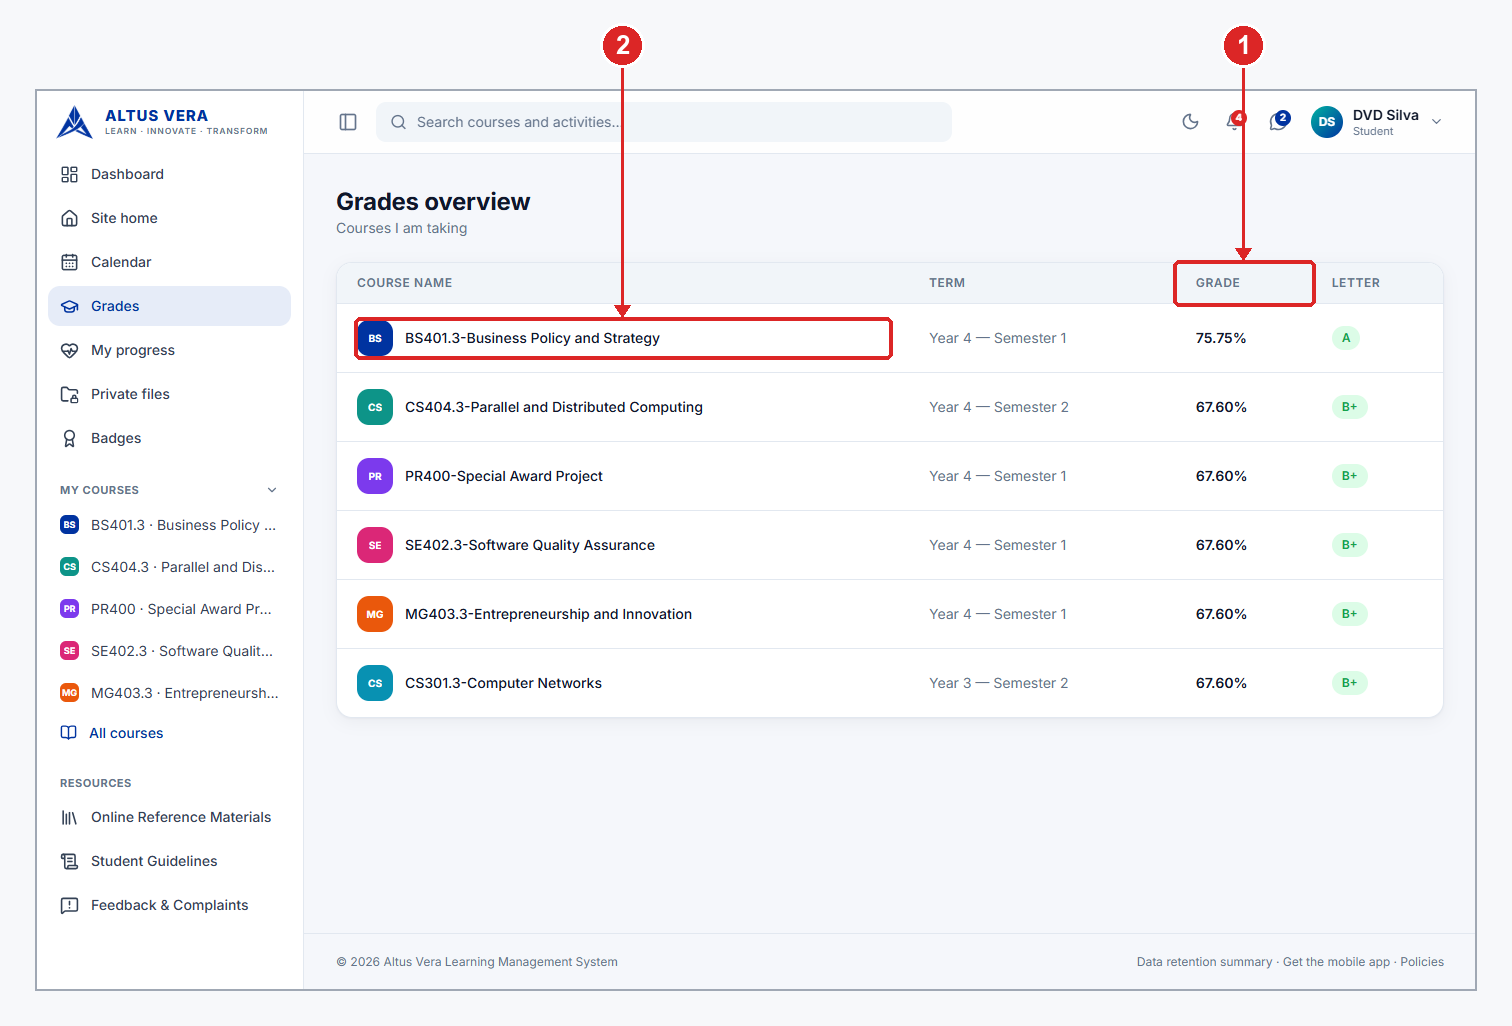 2
1
ALTUS VERA
LEARN · INNOVATE · TRANSFORM
Search courses and activities...
4
2
DS
DVD Silva
Student
Dashboard
Site home
Calendar
Grades
My progress
Private files
Badges
MY COURSES
BS BS401.3 · Business Policy ...
CS CS404.3 · Parallel and Dis...
PR PR400 · Special Award Pr...
SE SE402.3 · Software Qualit...
MG MG403.3 · Entrepreneursh...
All courses
RESOURCES
Online Reference Materials
Student Guidelines
Feedback & Complaints
Grades overview
Courses I am taking
COURSE NAME TERM GRADE LETTER
BS BS401.3-Business Policy and Strategy Year 4 — Semester 1 75.75% A
CS CS404.3-Parallel and Distributed Computing Year 4 — Semester 2 67.60% B+
PR PR400-Special Award Project Year 4 — Semester 1 67.60% B+
SE SE402.3-Software Quality Assurance Year 4 — Semester 1 67.60% B+
MG MG403.3-Entrepreneurship and Innovation Year 4 — Semester 1 67.60% B+
CS CS301.3-Computer Networks Year 3 — Semester 2 67.60% B+
© 2026 Altus Vera Learning Management System
Data retention summary · Get the mobile app · Policies